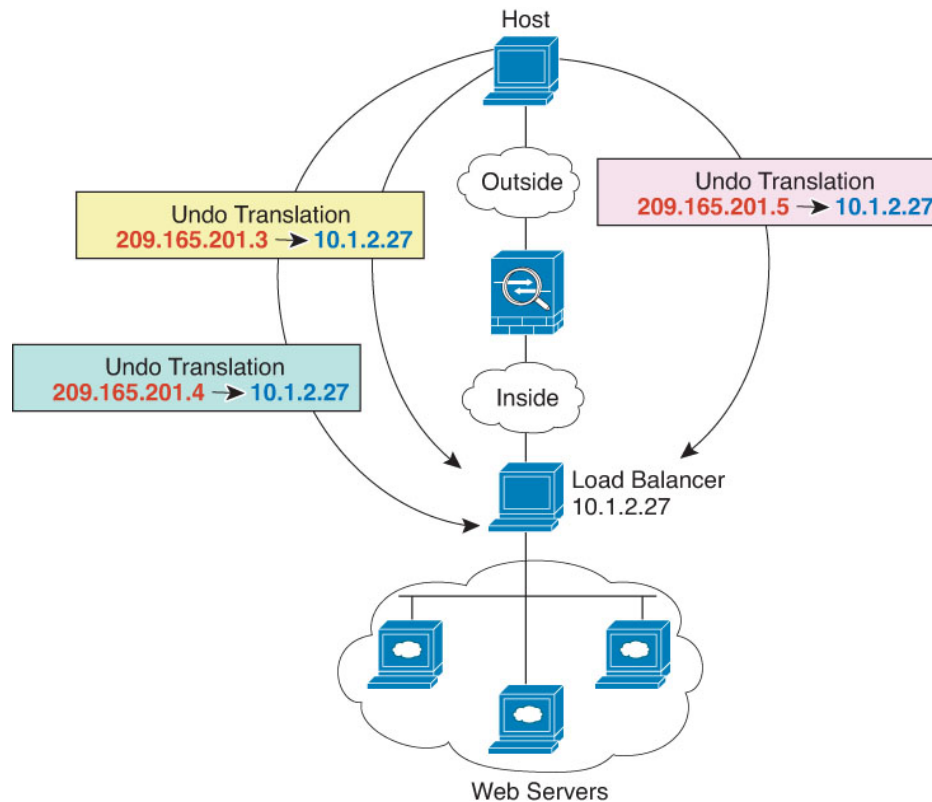 Host
Outside
Undo Translation
209.165.201.5 → 10.1.2.27
Undo Translation
209.165.201.3 → 10.1.2.27
Undo Translation
209.165.201.4 → 10.1.2.27
Inside
Load Balancer
10.1.2.27
Web Servers